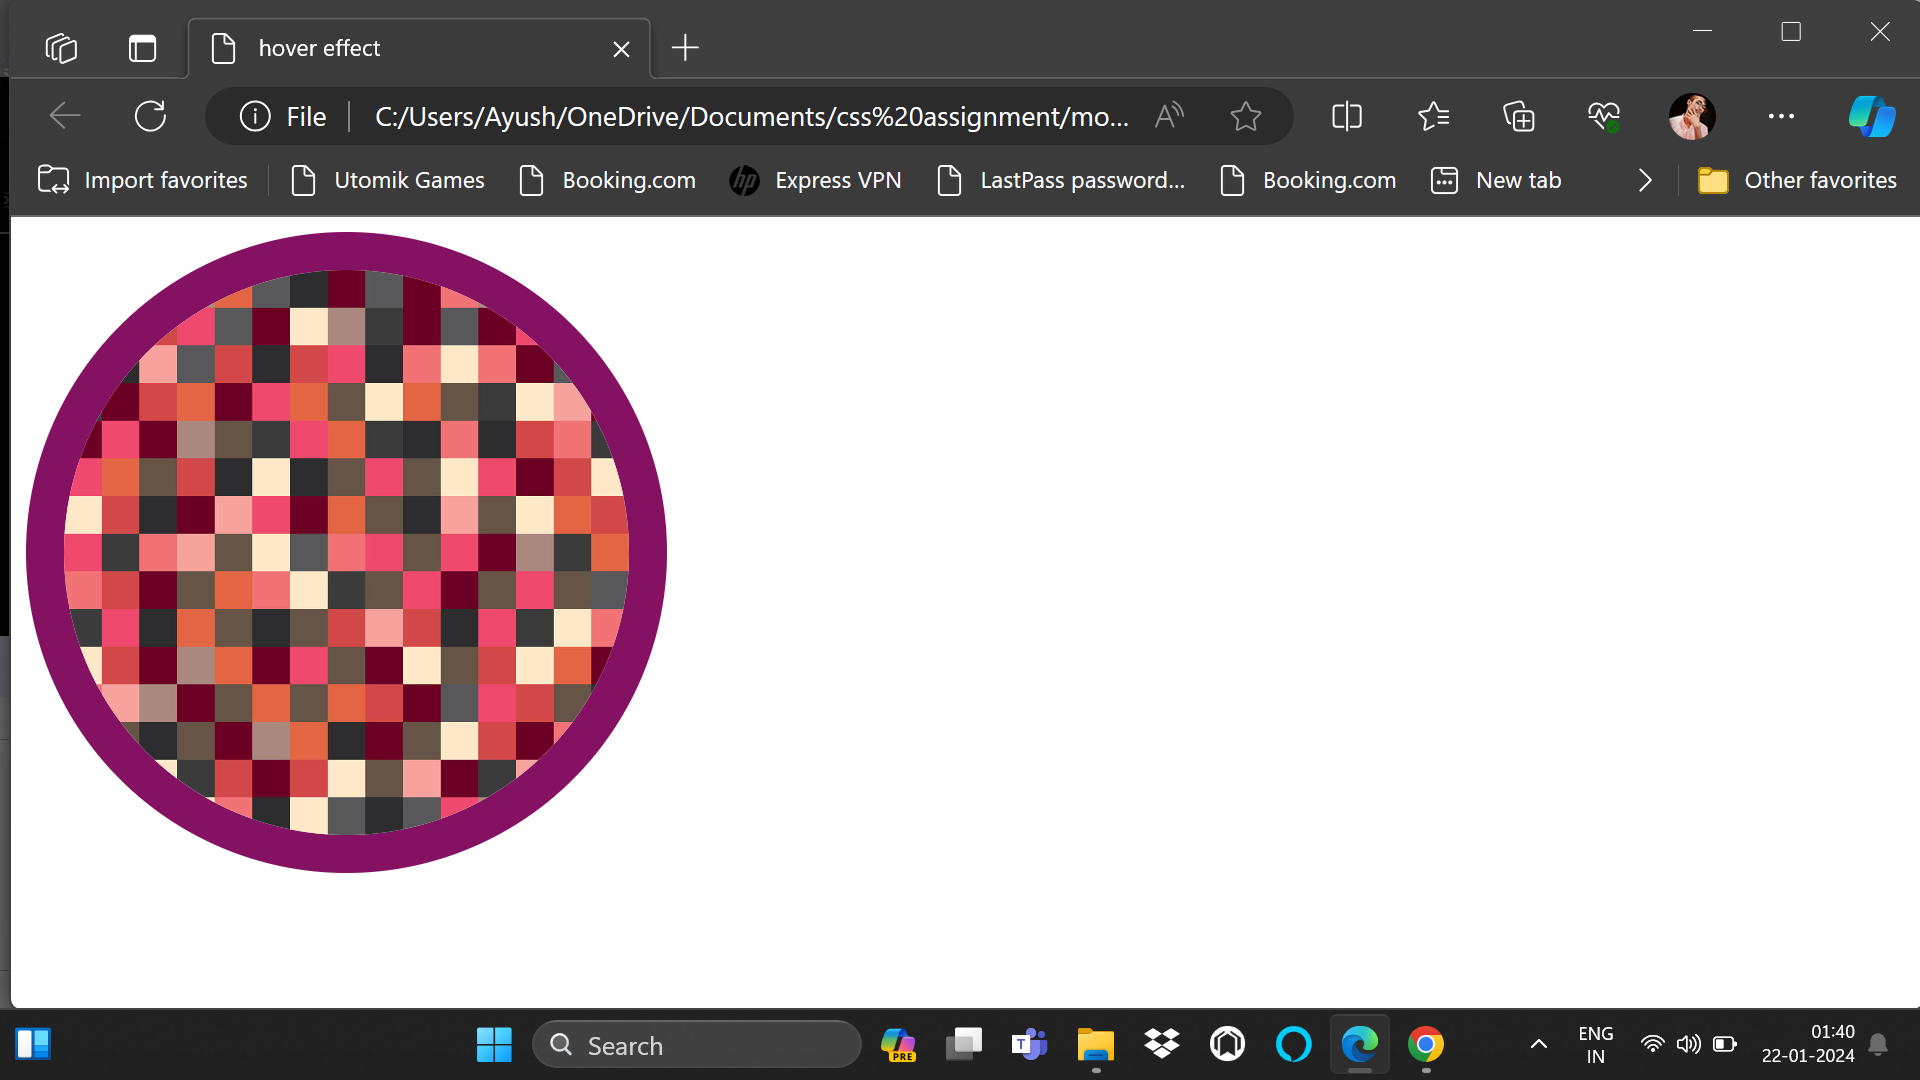 hover effect
File
C:/Users/Ayush/OneDrive/Documents/css%20assignment/mo...
Import favorites
Utomik Games
Booking.com
Express VPN
LastPass password...
Booking.com
New tab
Other favorites
Search
PRE
T
ENG
IN
01:40
22-01-2024